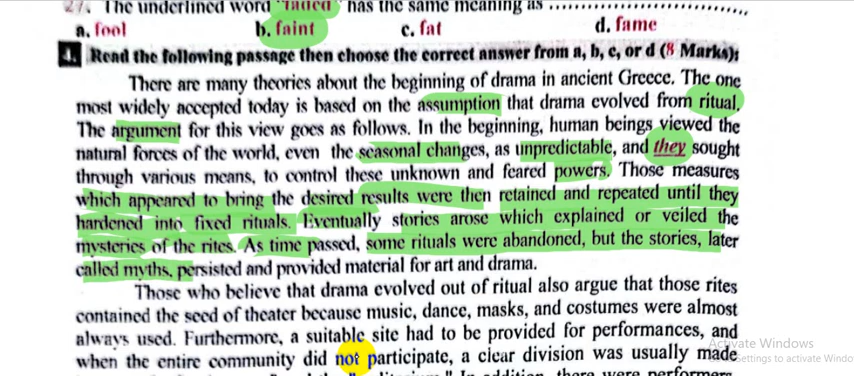 27. The underlined word "faded" has the same meaning as ..............................
a. fool b. faint c. fat d. fame
4. Read the following passage then choose the correct answer from a, b, c, or d (8 Marks):
There are many theories about the beginning of drama in ancient Greece. The one
most widely accepted today is based on the assumption that drama evolved from ritual.
The argument for this view goes as follows. In the beginning, human beings viewed the
natural forces of the world, even the seasonal changes, as unpredictable, and they sought
through various means, to control these unknown and feared powers. Those measures
which appeared to bring the desired results were then retained and repeated until they
hardened into fixed rituals. Eventually stories arose which explained or veiled the
mysteries of the rites. As time passed, some rituals were abandoned, but the stories, later
called myths, persisted and provided material for art and drama.
Those who believe that drama evolved out of ritual also argue that those rites
contained the seed of theater because music, dance, masks, and costumes were almost
always used. Furthermore, a suitable site had to be provided for performances, and
when the entire community did not participate, a clear division was usually made
In addition, there were performers
Activate Windows
Settings to activate Windo